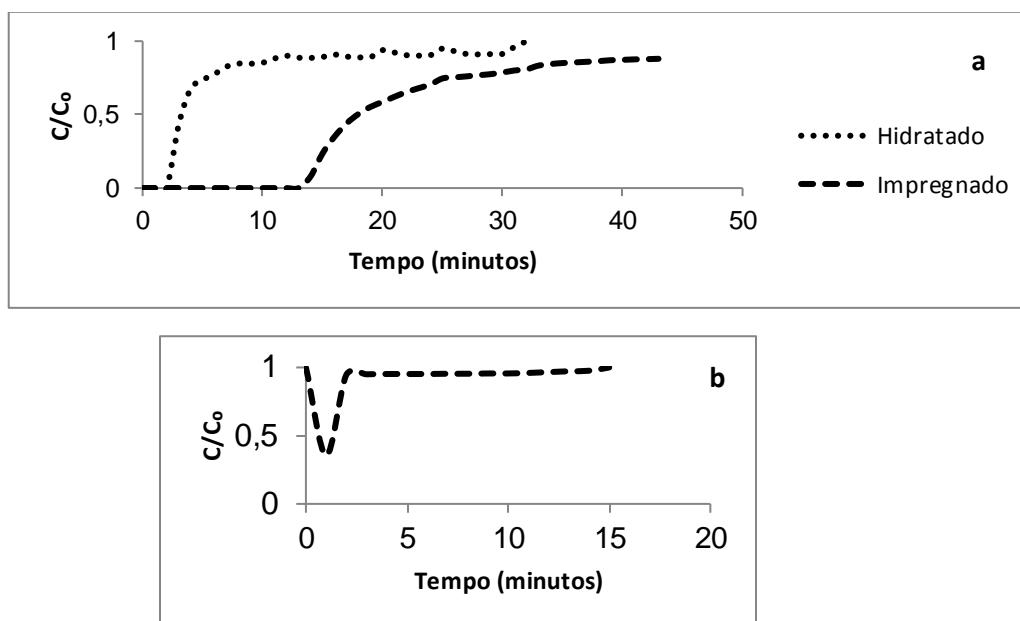 a
1
0,5
0
C/C₀
0 10 20 30 40 50
Tempo (minutos)
Hidratado
Impregnado
b
1
0,5
0
C/C₀
0 5 10 15 20
Tempo (minutos)